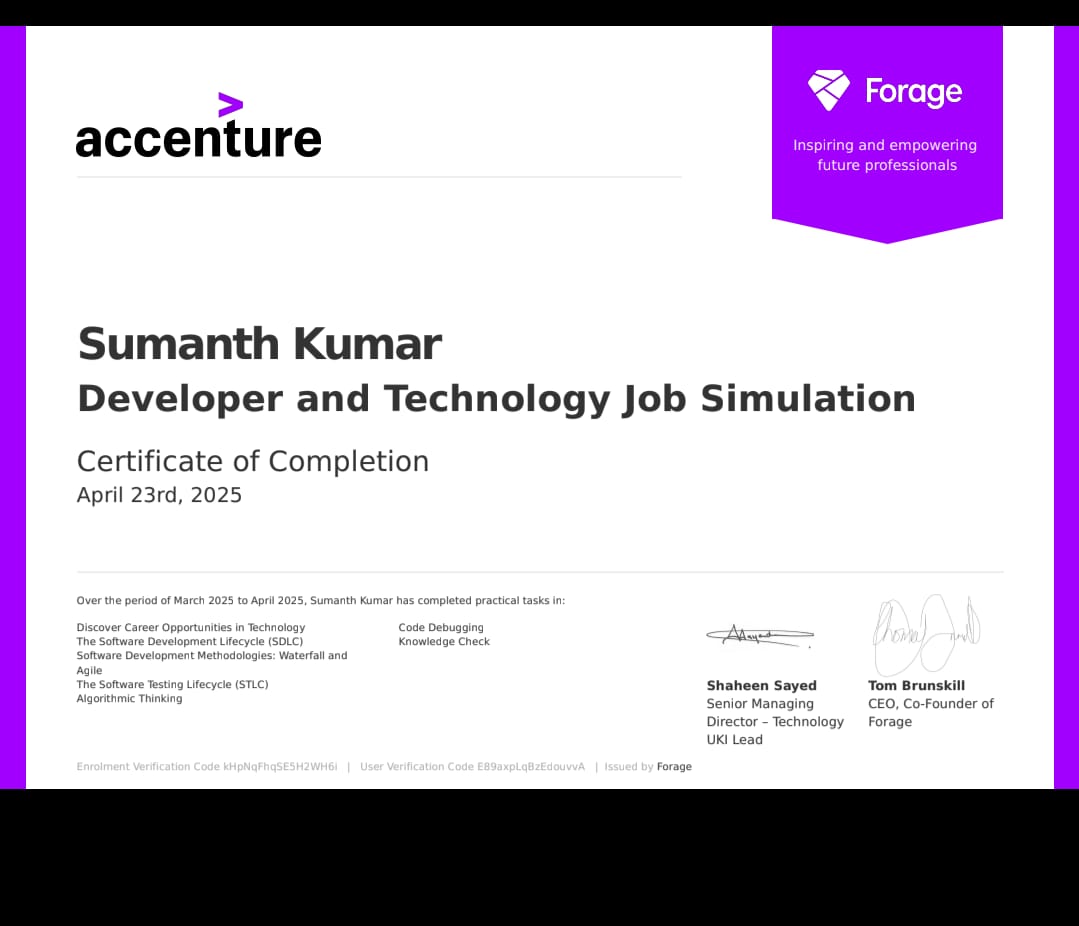 accenture
Forage
Inspiring and empowering
future professionals
Sumanth Kumar
Developer and Technology Job Simulation
Certificate of Completion
April 23rd, 2025
Over the period of March 2025 to April 2025, Sumanth Kumar has completed practical tasks in:
Discover Career Opportunities in Technology
The Software Development Lifecycle (SDLC)
Software Development Methodologies: Waterfall and
Agile
The Software Testing Lifecycle (STLC)
Algorithmic Thinking
Code Debugging
Knowledge Check
Shaheen Sayed
Senior Managing
Director – Technology
UKI Lead
Tom Brunskill
CEO, Co-Founder of
Forage
Enrolment Verification Code kHpNqFhqSE5H2WH6i | User Verification Code E89axpLqBzEdouvvA | Issued by Forage